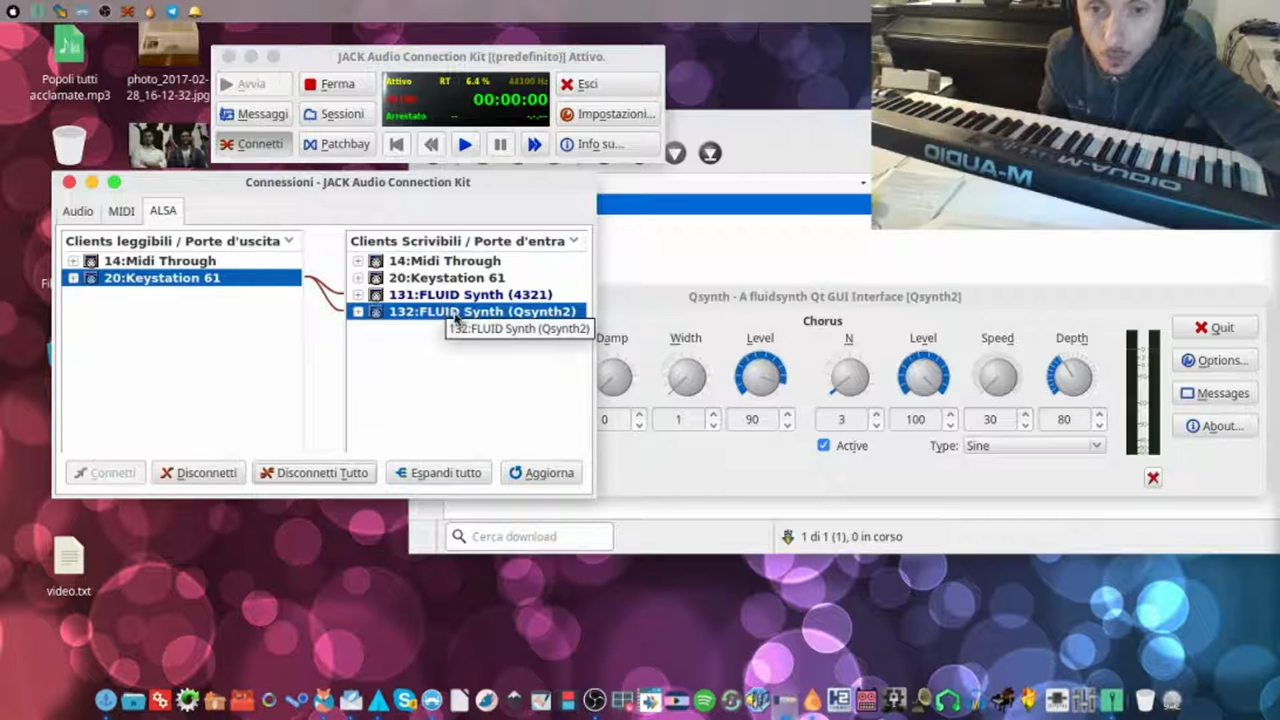 Popoli tutti
acclamate.mp3
photo_2017-02-
28_16-12-32.jpg
JACK Audio Connection Kit [(predefinito)] Attivo.
Avvia
Ferma
Attivo RT 6.4 % 44100 Hz
00:00:00
Arrestato -- -.-.--
Esci
Messaggi
Sessioni
Impostazioni...
Connetti
Patchbay
Info su...
Connessioni - JACK Audio Connection Kit
Audio MIDI ALSA
Clients leggibili / Porte d'uscita
Clients Scrivibili / Porte d'entra
14:Midi Through
20:Keystation 61
14:Midi Through
20:Keystation 61
131:FLUID Synth (4321)
132:FLUID Synth (Qsynth2)
132:FLUID Synth (Qsynth2)
Connetti
Disconnetti
Disconnetti Tutto
Espandi tutto
Aggiorna
Qsynth - A fluidsynth Qt GUI Interface [Qsynth2]
Chorus
Damp Width Level N Level Speed Depth
0 1 90 3 100 30 80
Active
Type: Sine
Quit
Options...
Messages
About...
Cerca download
1 di 1 (1), 0 in corso
video.txt
M-AUDIO
M-AUDIO